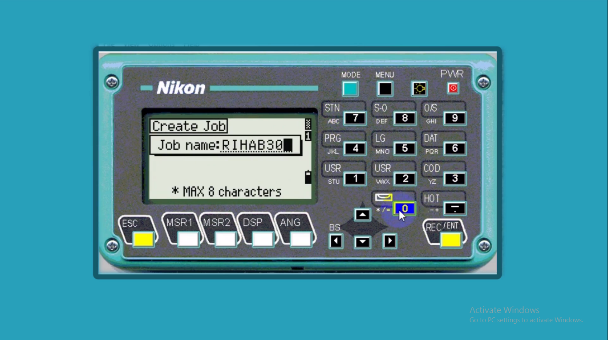 Nikon
MODE MENU PWR
Create Job
Job name:RIHAB30
* MAX 8 characters
STN ABC 7
S-O DEF 8
O/S GHI 9
PRG JKL 4
LG MNO 5
DAT PQR 6
USR STU 1
USR VWX 2
COD YZ 3
0
HOT
ESC
MSR1 MSR2 DSP ANG
BS
REC/ENT
Activate Windows